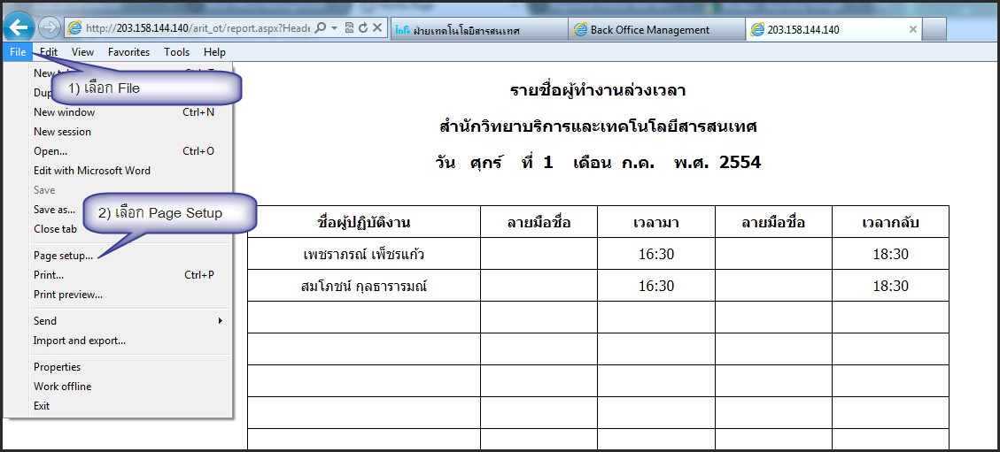 http://203.158.144.140/arit_ot/report.aspx?Heade
ฝ่ายเทคโนโลยีสารสนเทศ
Back Office Management
203.158.144.140
File Edit View Favorites Tools Help
1) เลือก File
New window Ctrl+N
New session
Open... Ctrl+O
Edit with Microsoft Word
Save
Save as...
2) เลือก Page Setup
Close tab
Page setup...
Print... Ctrl+P
Print preview...
Send
Import and export...
Properties
Work offline
Exit
รายชื่อผู้ทำงานล่วงเวลา
สำนักวิทยาบริการและเทคโนโลยีสารสนเทศ
วัน ศุกร์ ที่ 1 เดือน ก.ค. พ.ศ. 2554
ชื่อผู้ปฏิบัติงาน ลายมือชื่อ เวลามา ลายมือชื่อ เวลากลับ
เพชราภรณ์ เพ็ชรแก้ว 16:30 18:30
สมโภชน์ กุลธารารมณ์ 16:30 18:30